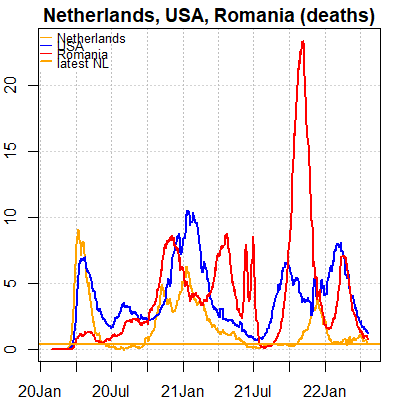 Netherlands, USA, Romania (deaths)
Netherlands
USA
Romania
latest NL
20
15
10
5
0
20Jan 20Jul 21Jan 21Jul 22Jan